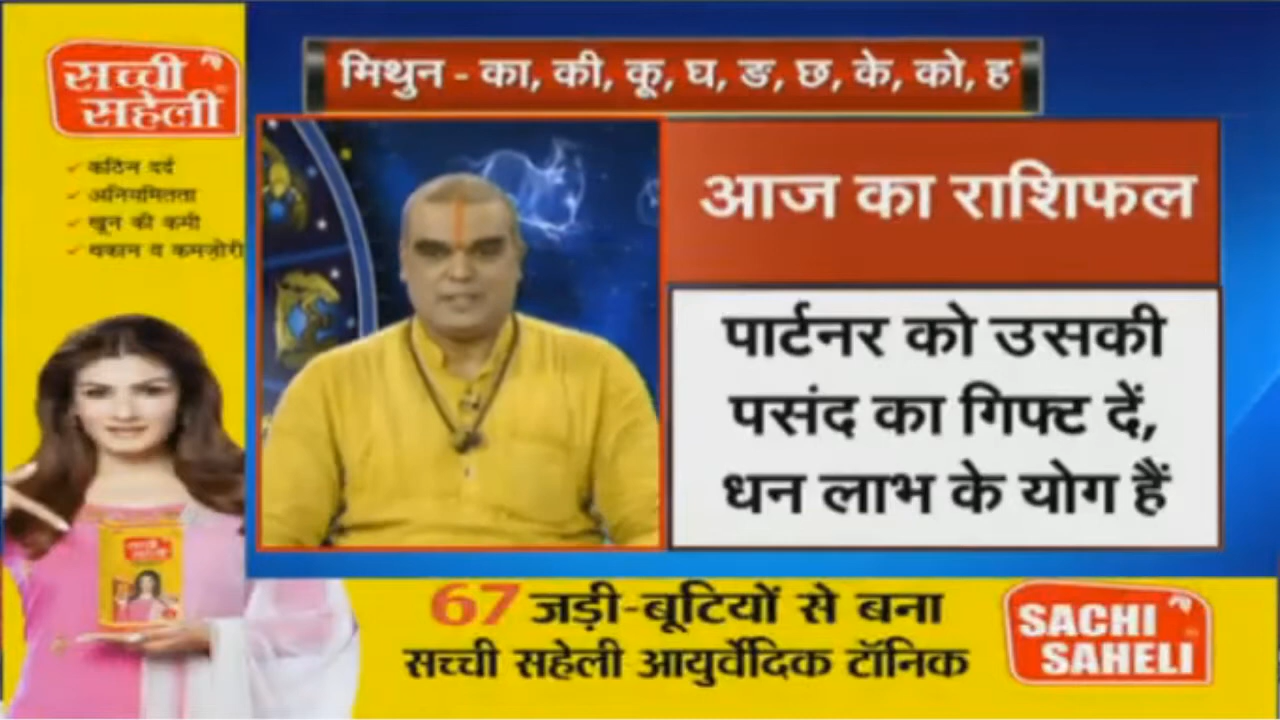 सच्ची
सहेली
कठिन दर्द
अनियमितता
खून की कमी
थकान व कमज़ोरी
मिथुन - का, की, कू, घ, ङ, छ, के, को, ह
आज का राशिफल
पार्टनर को उसकी
पसंद का गिफ्ट दें,
धन लाभ के योग हैं
67 जड़ी-बूटियों से बना
सच्ची सहेली आयुर्वेदिक टॉनिक
SACHI
SAHELI